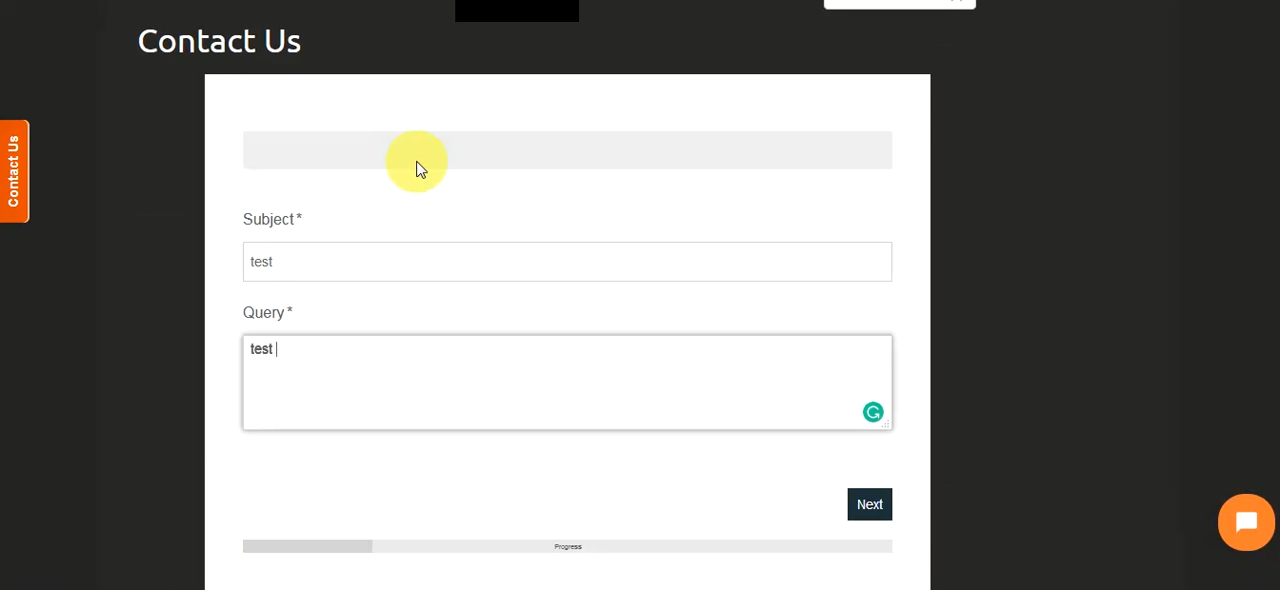 Contact Us
Contact Us
Subject*
test
Query*
test
Next
Progress